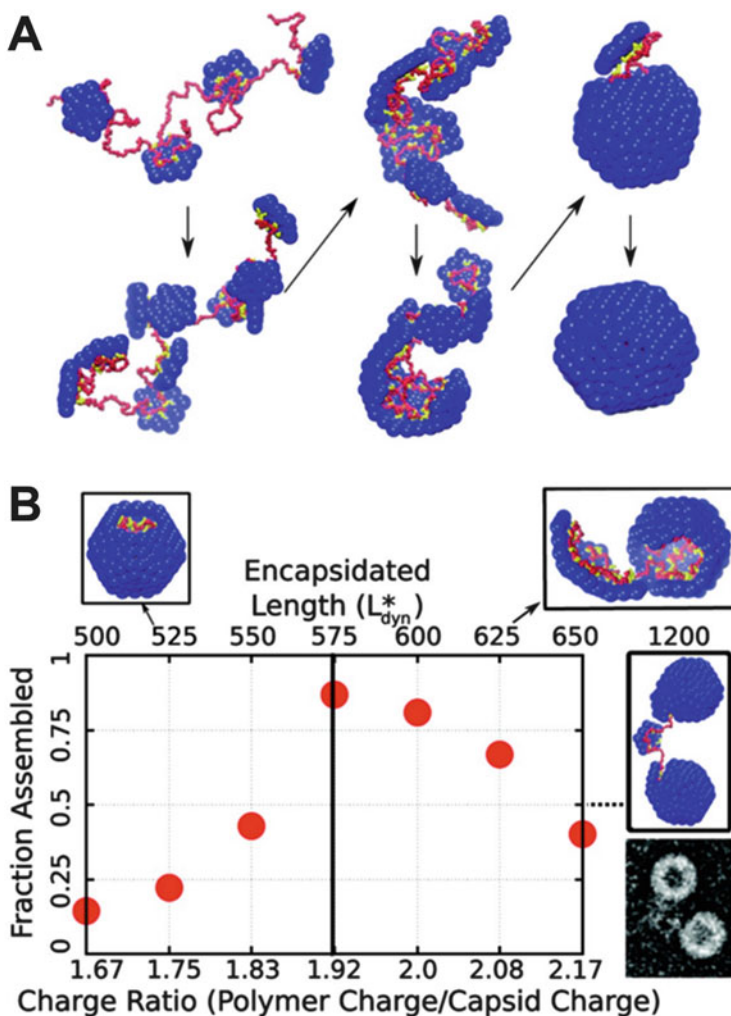 A
B
Encapsidated
Length (L*dyn)
500 525 550 575 600 625 650 1200
Fraction Assembled
1
0.75
0.5
0.25
0
1.67 1.75 1.83 1.92 2.0 2.08 2.17
Charge Ratio (Polymer Charge/Capsid Charge)